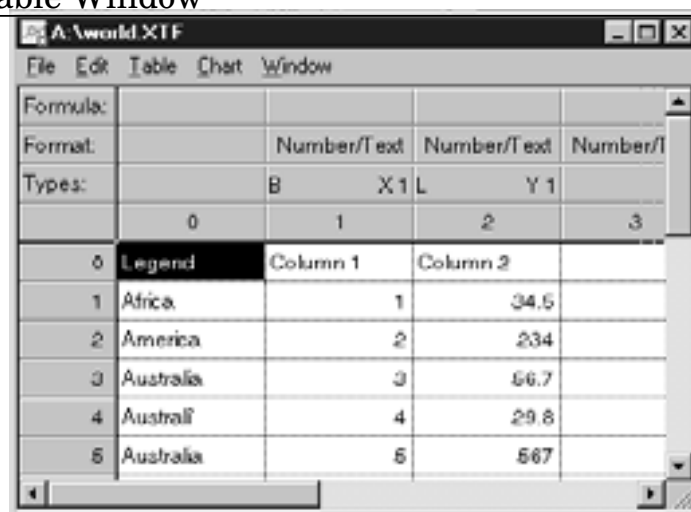 able Window
A:\world.XTF
File Edit Table Chart Window
Formula:
Format: Number/Text Number/Text Number/T
Types: B X 1 L Y 1
0 1 2 3
0 Legend Column 1 Column 2
1 Africa 1 34.5
2 America 2 234
3 Australia 3 56.7
4 4 29.8
5 Australia 5 567